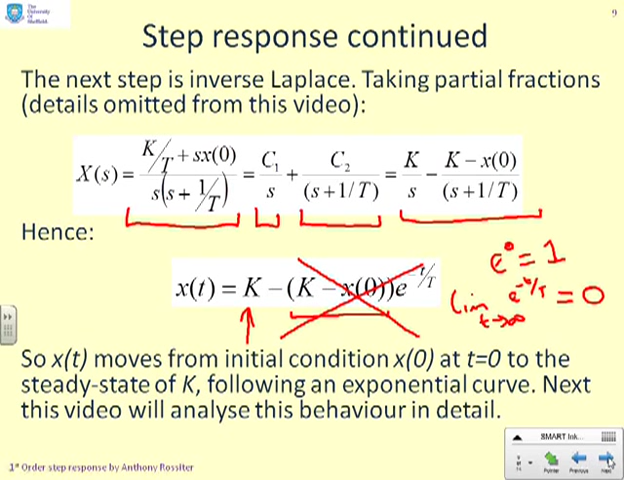 The
University
Of
Sheffield.
9
Step response continued
The next step is inverse Laplace. Taking partial fractions
(details omitted from this video):
X(s) = (K/T + sx(0)) / (s(s + 1/T)) = C₁/s + C₂/(s+1/T) = K/s − (K − x(0))/(s+1/T)
Hence:
e⁰ = 1
x(t) = K − (K − x(0))e^(−t/T)
lim t→∞ e^(−t/T) = 0
So x(t) moves from initial condition x(0) at t=0 to the
steady-state of K, following an exponential curve. Next
this video will analyse this behaviour in detail.
SMART Ink...
Pointer Previous Next
1st Order step response by Anthony Rossiter